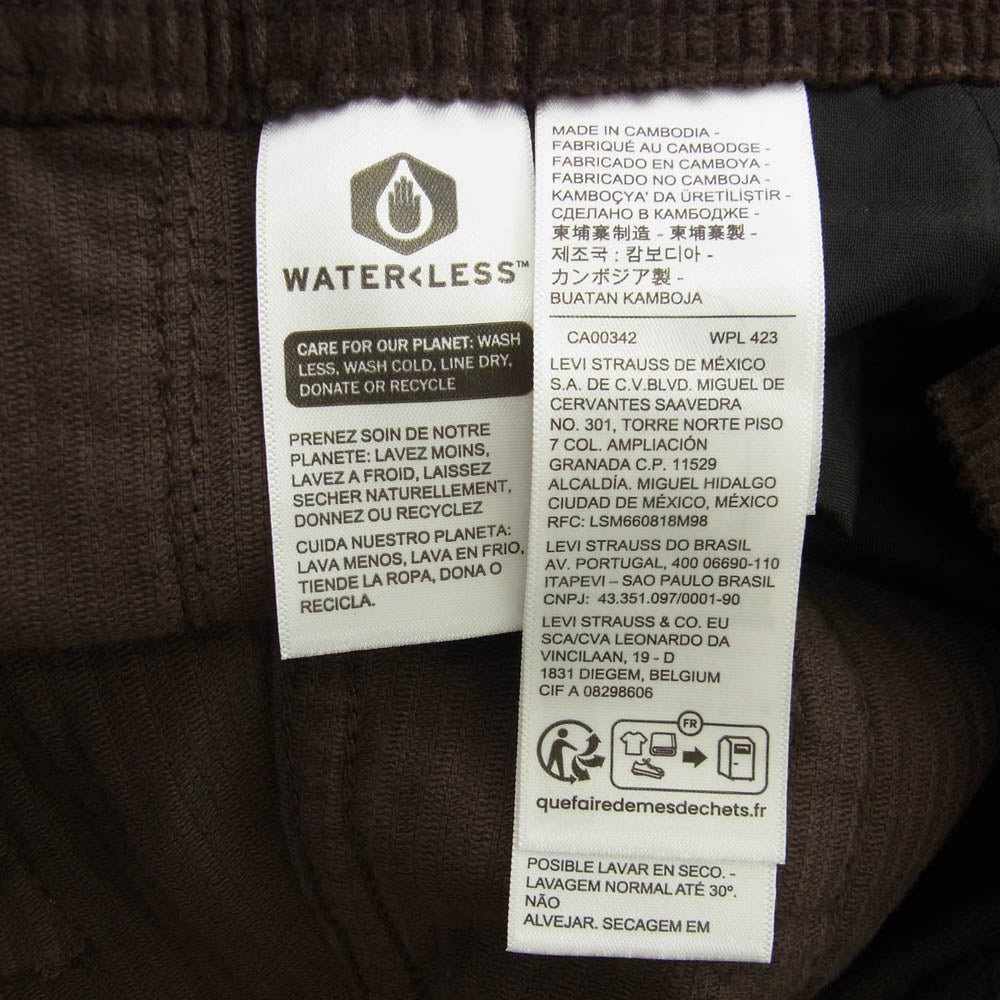 WATER<LESS™
CARE FOR OUR PLANET: WASH
LESS, WASH COLD, LINE DRY,
DONATE OR RECYCLE
PRENEZ SOIN DE NOTRE
PLANETE: LAVEZ MOINS,
LAVEZ A FROID, LAISSEZ
SECHER NATURELLEMENT,
DONNEZ OU RECYCLEZ
CUIDA NUESTRO PLANETA:
LAVA MENOS, LAVA EN FRIO,
TIENDE LA ROPA, DONA O
RECICLA.
MADE IN CAMBODIA -
FABRIQUÉ AU CAMBODGE -
FABRICADO EN CAMBOYA -
FABRICADO NO CAMBOJA -
KAMBOÇYA' DA ÜRETİLİŞTİR -
СДЕЛАНО В КАМБОДЖЕ -
柬埔寨制造 - 柬埔寨製 -
제조국 : 캄보디아 -
カンボジア製 -
BUATAN KAMBOJA
CA00342 WPL 423
LEVI STRAUSS DE MÉXICO
S.A. DE C.V.BLVD. MIGUEL DE
CERVANTES SAAVEDRA
NO. 301, TORRE NORTE PISO
7 COL. AMPLIACIÓN
GRANADA C.P. 11529
ALCALDÍA. MIGUEL HIDALGO
CIUDAD DE MÉXICO, MÉXICO
RFC: LSM660818M98
LEVI STRAUSS DO BRASIL
AV. PORTUGAL, 400 06690-110
ITAPEVI – SAO PAULO BRASIL
CNPJ: 43.351.097/0001-90
LEVI STRAUSS & CO. EU
SCA/CVA LEONARDO DA
VINCILAAN, 19 - D
1831 DIEGEM, BELGIUM
CIF A 08298606
FR
quefairedemesdechets.fr
POSIBLE LAVAR EN SECO. -
LAVAGEM NORMAL ATÉ 30º.
NÃO
ALVEJAR. SECAGEM EM